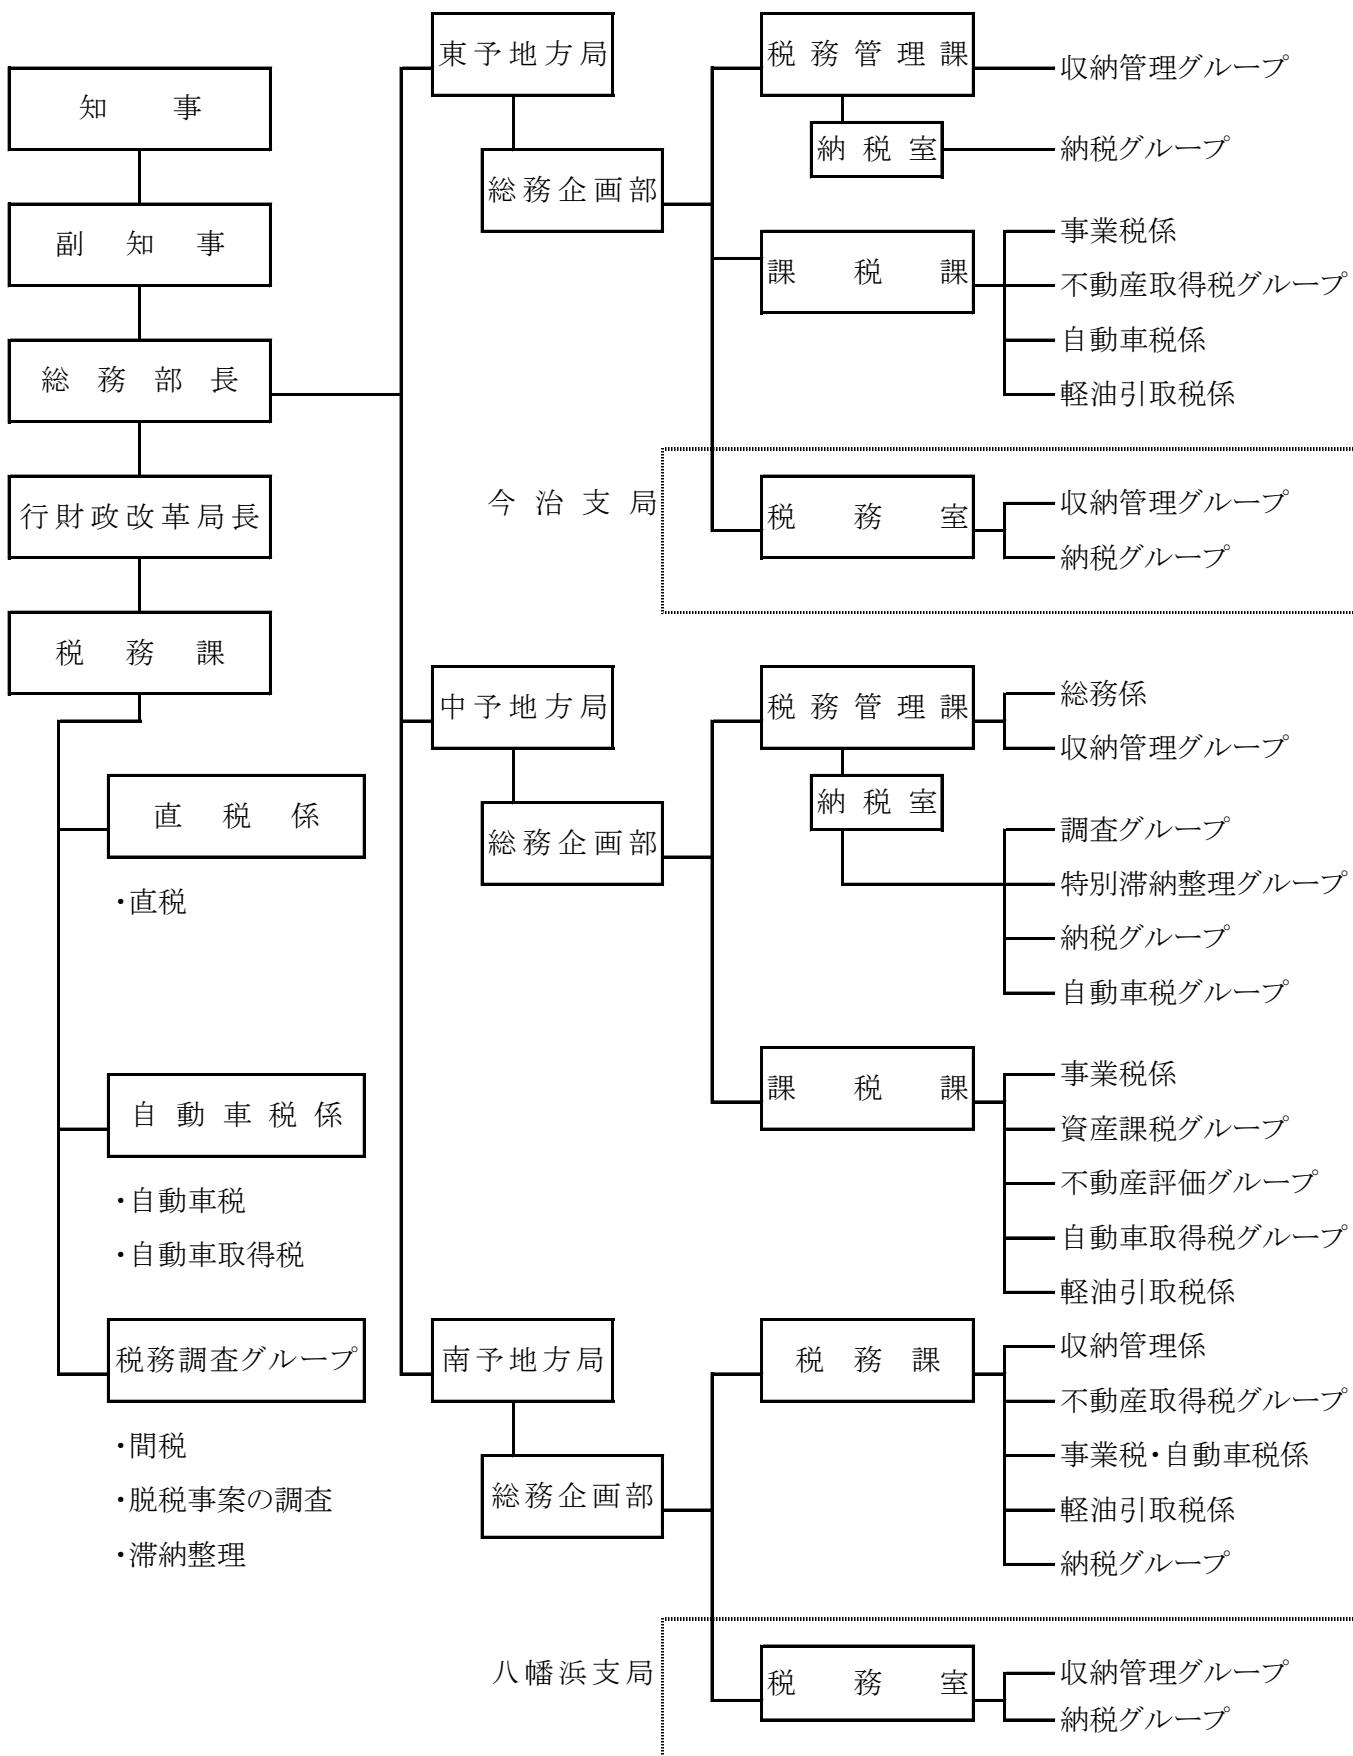 知事
副知事
総務部長
行財政改革局長
税務課
直税係
・直税
自動車税係
・自動車税
・自動車取得税
税務調査グループ
・間税
・脱税事案の調査
・滞納整理
東予地方局
総務企画部
税務管理課
収納管理グループ
納税室
納税グループ
課税課
事業税係
不動産取得税グループ
自動車税係
軽油引取税係
今治支局
税務室
収納管理グループ
納税グループ
中予地方局
総務企画部
税務管理課
総務係
収納管理グループ
納税室
調査グループ
特別滞納整理グループ
納税グループ
自動車税グループ
課税課
事業税係
資産課税グループ
不動産評価グループ
自動車取得税グループ
軽油引取税係
南予地方局
総務企画部
税務課
収納管理係
不動産取得税グループ
事業税・自動車税係
軽油引取税係
納税グループ
八幡浜支局
税務室
収納管理グループ
納税グループ